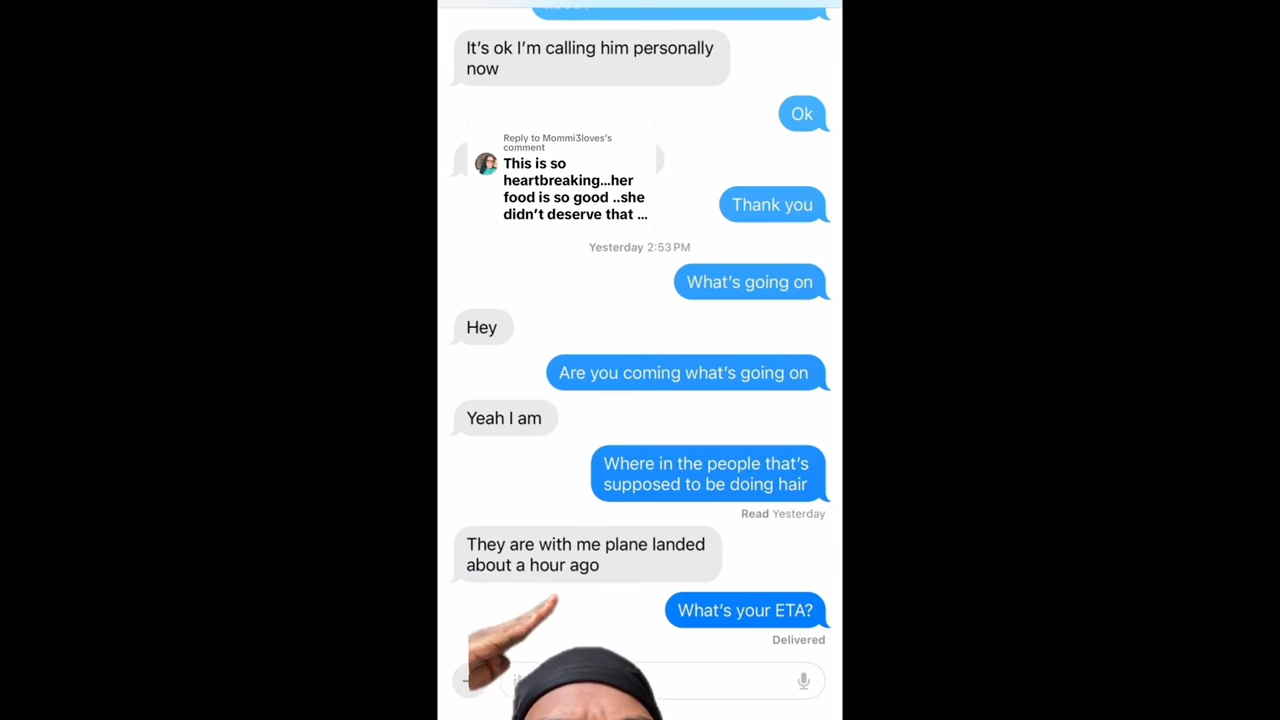 It's ok I'm calling him personally
now
Ok
Reply to Mommi3loves's
comment
This is so
heartbreaking...her
food is so good ..she
didn't deserve that ...
Thank you
Yesterday 2:53 PM
What's going on
Hey
Are you coming what's going on
Yeah I am
Where in the people that's
supposed to be doing hair
Read Yesterday
They are with me plane landed
about a hour ago
What's your ETA?
Delivered